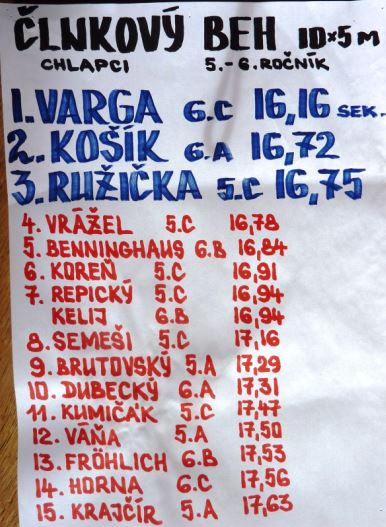 ČLNKOVÝ BEH 10×5 M
CHLAPCI 5.-6. ROČNÍK
1. VARGA 6.C 16,16 SEK.
2. KOŠÍK 6.A 16,72
3. RUŽIČKA 5.C 16,75
4. VRÁŽEL 5.C 16,78
5. BENNINGHAUS 6.B 16,84
6. KOREŇ 5.C 16,91
7. REPICKÝ 5.C 16,94
KELIJ 6.B 16,94
8. SEMEŠI 5.C 17,16
9. BRUTOVSKÝ 5.A 17,29
10. DUBECKÝ 6.A 17,31
11. KUMIČÁK 5.C 17,47
12. VÁŇA 5.A 17,50
13. FRÖHLICH 6.B 17,53
14. HORNA 6.C 17,56
15. KRAJČÍR 5.A 17,63